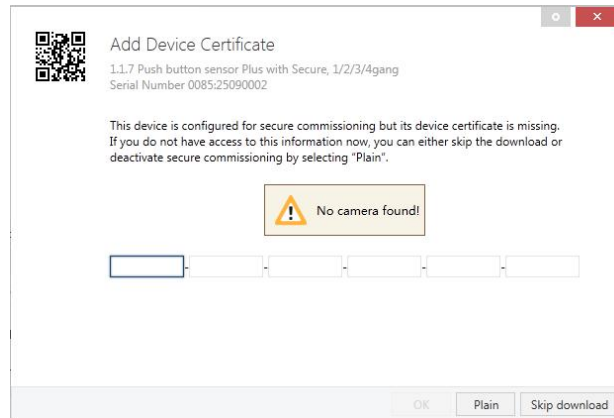 Add Device Certificate
1.1.7 Push button sensor Plus with Secure, 1/2/3/4gang
Serial Number 0085:25090002
This device is configured for secure commissioning but its device certificate is missing.
If you do not have access to this information now, you can either skip the download or
deactivate secure commissioning by selecting "Plain".
No camera found!
- - - - -
OK Plain Skip download